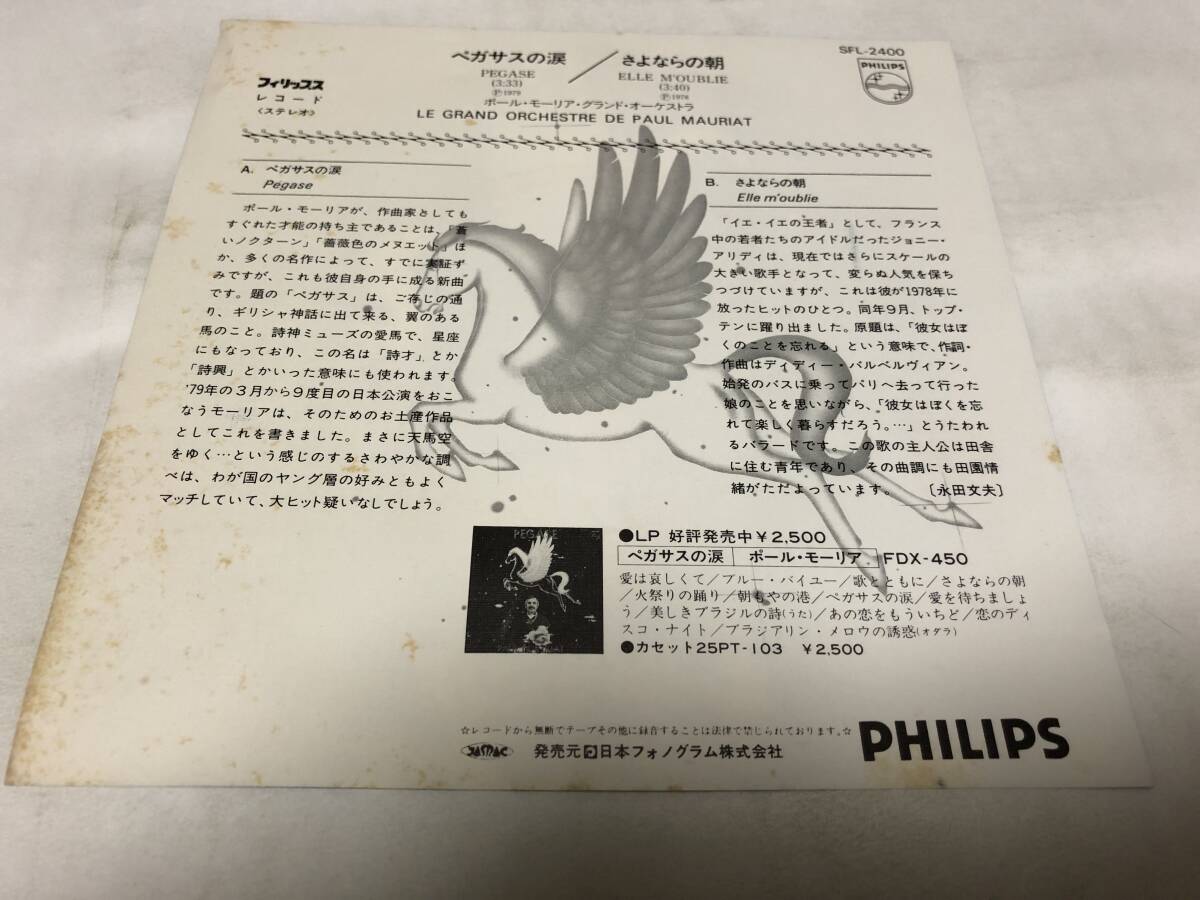 SFL-2400
PHILIPS
フィリップス
レコード
〈ステレオ〉
ペガサスの涙／さよならの朝
PEGASE
(3:33)
Ⓟ1979
ELLE M'OUBLIE
(3:40)
Ⓟ1978
ポール・モーリア・グランド・オーケストラ
LE GRAND ORCHESTRE DE PAUL MAURIAT
A. ペガサスの涙
Pegase
ポール・モーリアが、作曲家としても
すぐれた才能の持ち主であることは、「蒼
いノクターン」「薔薇色のメヌエット」ほ
か、多くの名作によって、すでに実証ず
みですが、これも彼自身の手に成る新曲
です。題の「ペガサス」は、ご存じの通
り、ギリシャ神話に出て来る、翼のある
馬のこと。詩神ミューズの愛馬で、星座
にもなっており、この名は「詩才」とか
「詩興」とかいった意味にも使われます。
'79年の３月から９度目の日本公演をおこ
なうモーリアは、そのためのお土産作品
としてこれを書きました。まさに天馬空
をゆく…という感じのするさわやかな調
べは、わが国のヤング層の好みともよく
マッチしていて、大ヒット疑いなしでしょう。
B. さよならの朝
Elle m'oublie
「イエ・イエの王者」として、フランス
中の若者たちのアイドルだったジョニー・
アリディは、現在ではさらにスケールの
大きい歌手となって、変らぬ人気を保ち
つづけていますが、これは彼が1978年に
放ったヒットのひとつ。同年９月、トップ・
テンに躍り出ました。原題は、「彼女はぼ
くのことを忘れる」という意味で、作詞・
作曲はディディー・バルベルヴィアン。
始発のバスに乗ってパリへ去って行った
娘のことを思いながら、「彼女はぼくを忘
れて楽しく暮らすだろう。…」とうたわれ
るバラードです。この歌の主人公は田舎
に住む青年であり、その曲調にも田園情
緒がただよっています。〔永田文夫〕
PEGASE
●LP 好評発売中￥2,500
ペガサスの涙 ポール・モーリア FDX-450
愛は哀しくて／ブルー・バイユー／歌とともに／さよならの朝
／火祭りの踊り／朝もやの港／ペガサスの涙／愛を待ちましょ
う／美しきブラジルの詩(うた)／あの恋をもういちど／恋のディ
スコ・ナイト／ブラジアリン・メロウの誘惑(オダラ)
●カセット25PT-103 ￥2,500
☆レコードから無断でテープその他に録音することは法律で禁じられております。☆
JASRAC 発売元 日本フォノグラム株式会社
PHILIPS